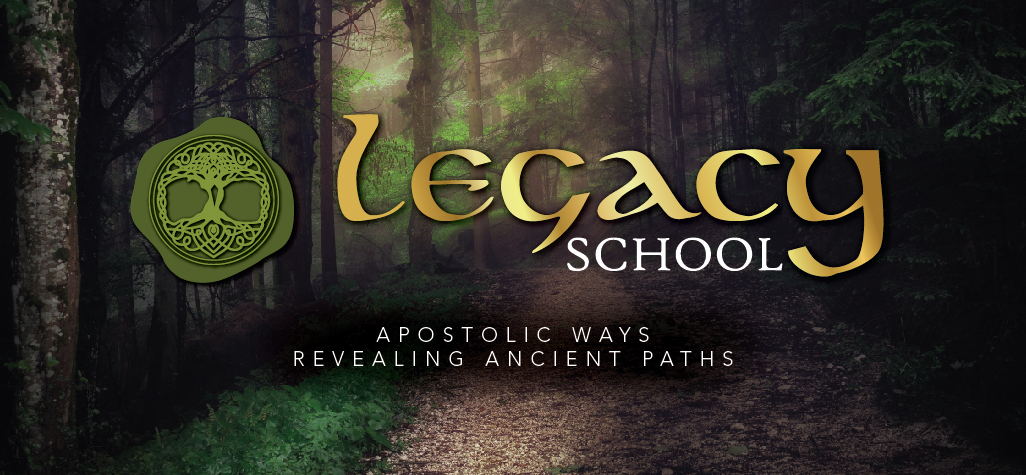 Legacy
SCHOOL
APOSTOLIC WAYS
REVEALING ANCIENT PATHS